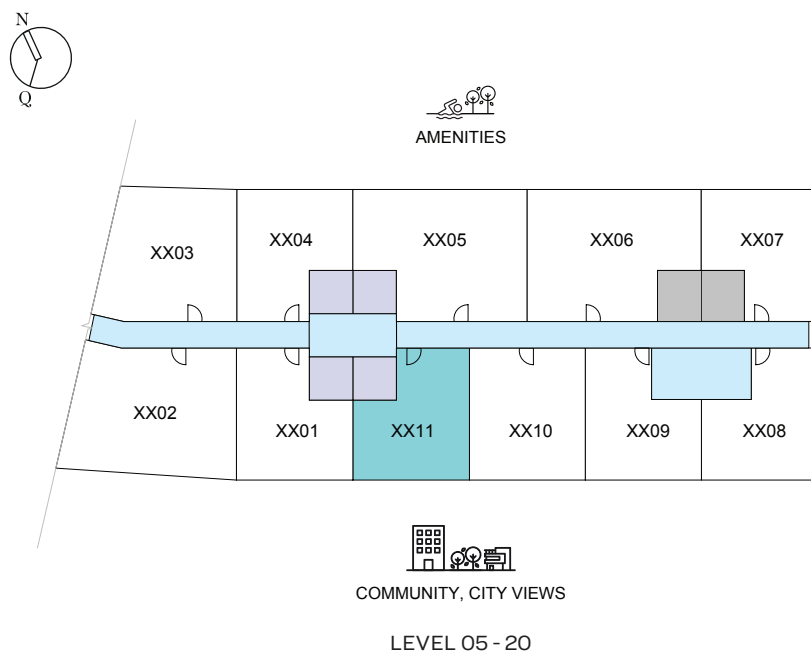 N
Q
AMENITIES
XX03
XX04
XX05
XX06
XX07
XX02
XX01
XX11
XX10
XX09
XX08
COMMUNITY, CITY VIEWS
LEVEL 05 - 20